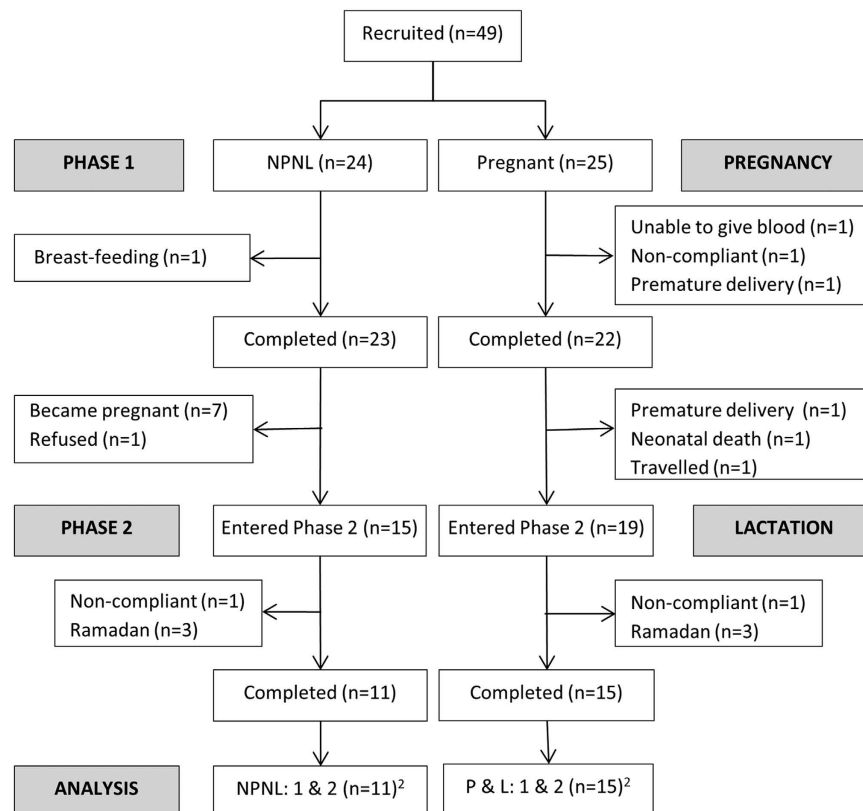 Recruited (n=49)
PHASE 1
NPNL (n=24)
Pregnant (n=25)
PREGNANCY
Breast-feeding (n=1)
Unable to give blood (n=1)
Non-compliant (n=1)
Premature delivery (n=1)
Completed (n=23)
Completed (n=22)
Became pregnant (n=7)
Refused (n=1)
Premature delivery (n=1)
Neonatal death (n=1)
Travelled (n=1)
PHASE 2
Entered Phase 2 (n=15)
Entered Phase 2 (n=19)
LACTATION
Non-compliant (n=1)
Ramadan (n=3)
Non-compliant (n=1)
Ramadan (n=3)
Completed (n=11)
Completed (n=15)
ANALYSIS
NPNL: 1 & 2 (n=11)²
P & L: 1 & 2 (n=15)²